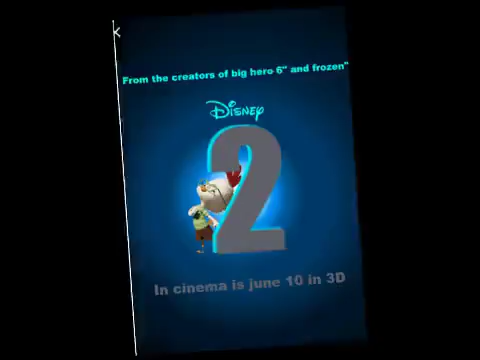 From the creators of big hero 6" and frozen"
Disney
2
In cinema is june 10 in 3D